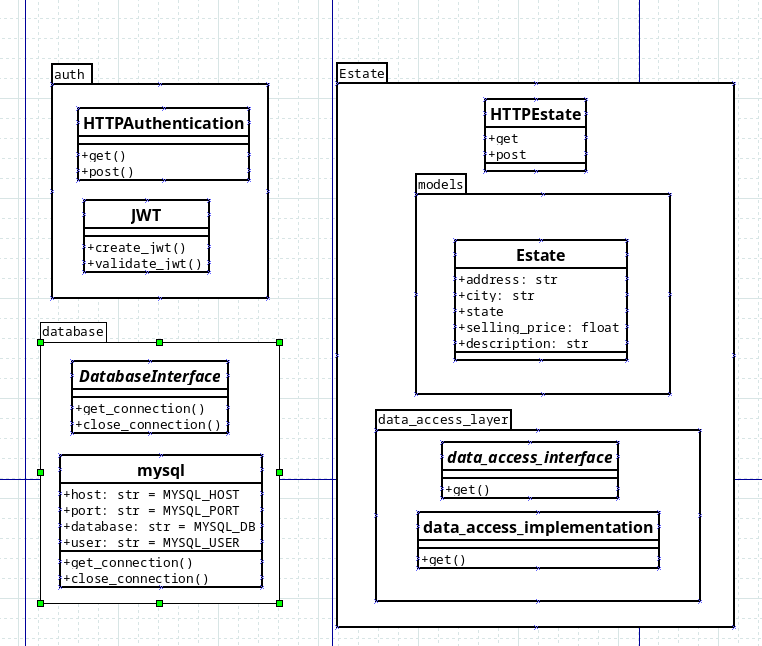 auth
HTTPAuthentication
+get()
+post()
JWT
+create_jwt()
+validate_jwt()
database
DatabaseInterface
+get_connection()
+close_connection()
mysql
+host: str = MYSQL_HOST
+port: str = MYSQL_PORT
+database: str = MYSQL_DB
+user: str = MYSQL_USER
+get_connection()
+close_connection()
Estate
HTTPEstate
+get
+post
models
Estate
+address: str
+city: str
+state
+selling_price: float
+description: str
data_access_layer
data_access_interface
+get()
data_access_implementation
+get()